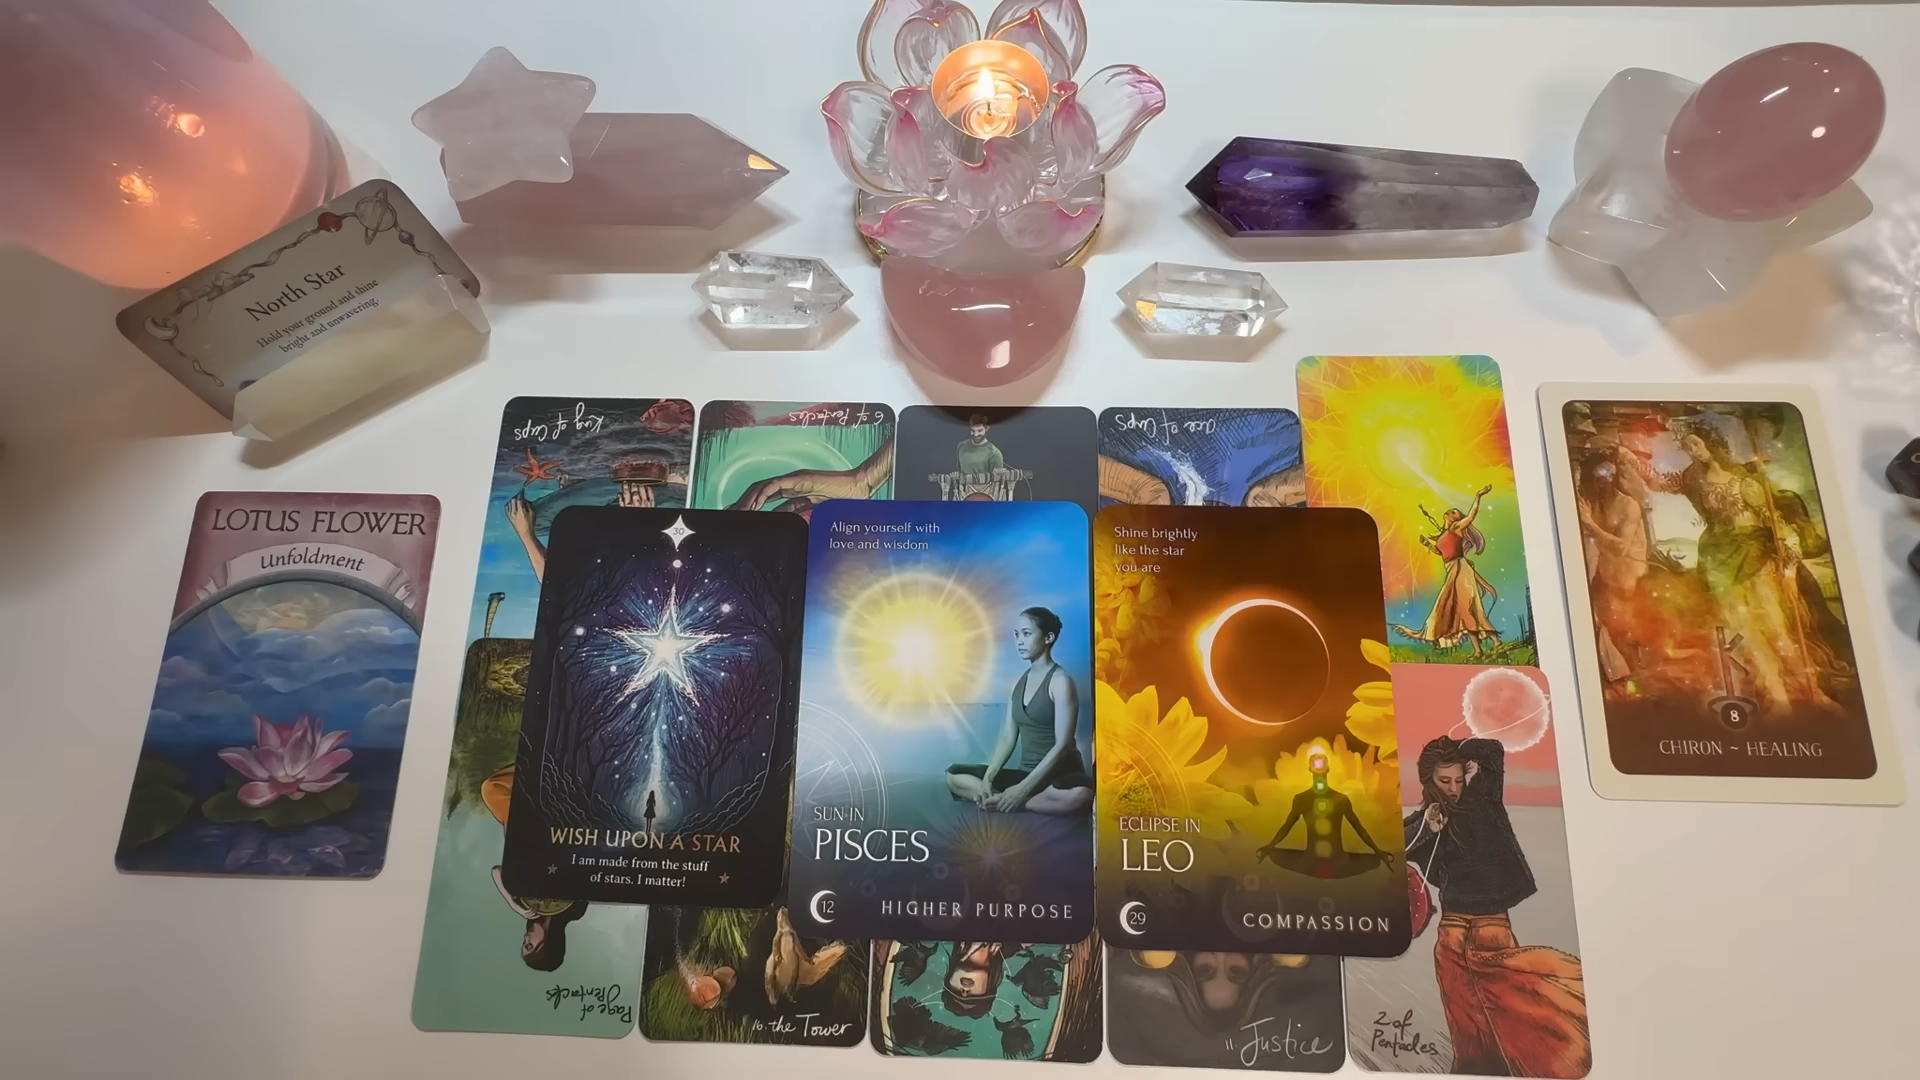 North Star
Hold your ground and shine
bright and unwavering.
LOTUS FLOWER
Unfoldment
King of Cups
6 of Pentacles
Ace of Cups
30
WISH UPON A STAR
I am made from the stuff
of stars. I matter!
Align yourself with
love and wisdom
SUN IN
PISCES
12
HIGHER PURPOSE
Shine brightly
like the star
you are
ECLIPSE IN
LEO
29
COMPASSION
8
CHIRON ~ HEALING
Page of
Pentacles
16. the Tower
11. Justice
2 of
Pentacles